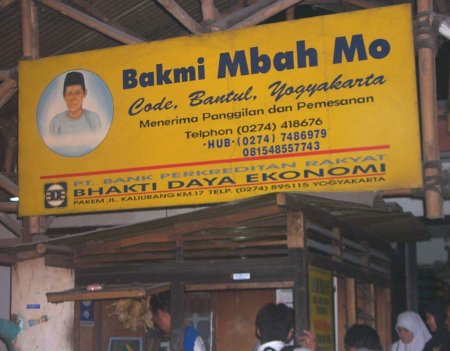 Bakmi Mbah Mo
Code, Bantul, Yogyakarta
Menerima Panggilan dan Pemesanan
Telphon (0274) 418676
-HUB-(0274) 7486979
081548557743
PT. BANK PERKREDITAN RAKYAT
BHAKTI DAYA EKONOMI
PAKEM JL. KALIURANG KM.17 TELP. (0274) 895115 YOGYAKARTA